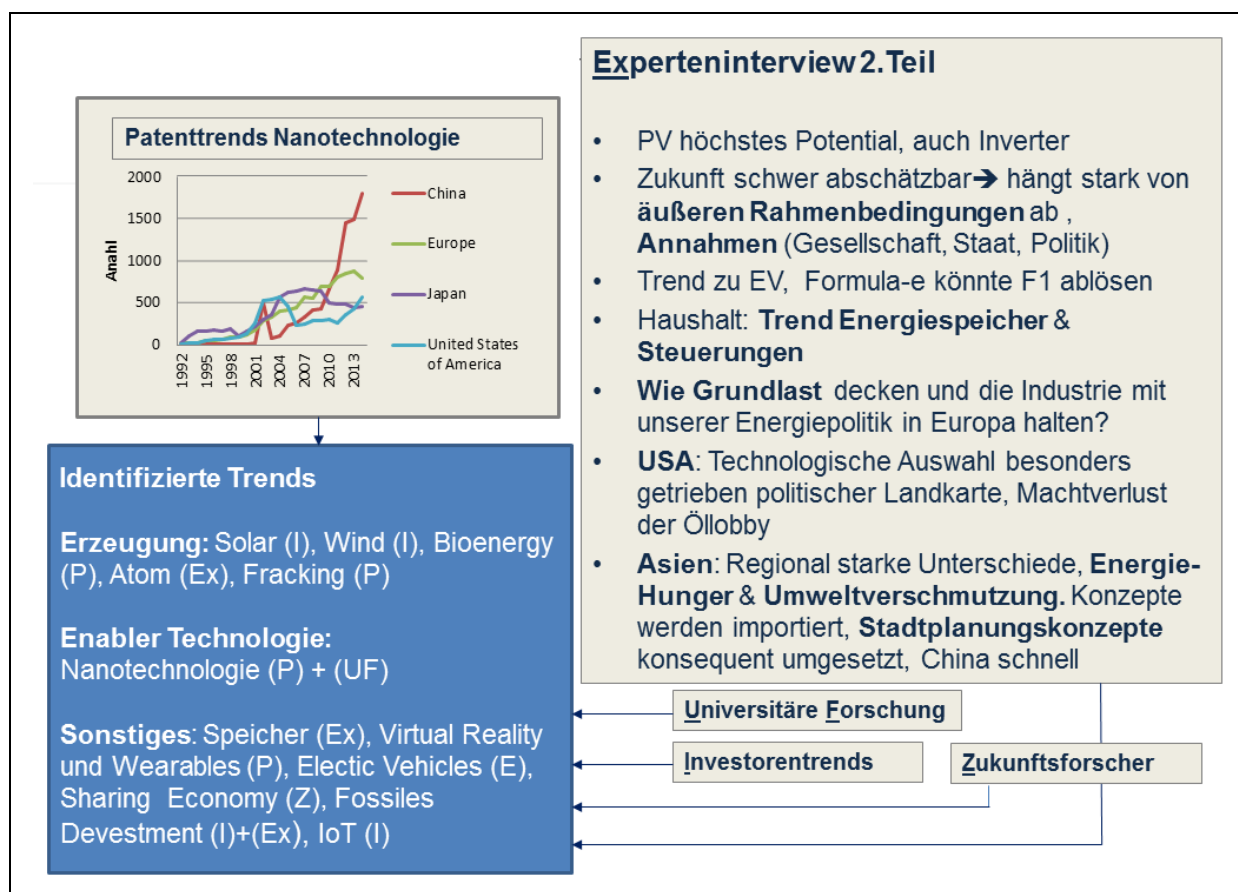 Patenttrends Nanotechnologie
2000
1500
1000
500
0
Anahl
1992
1995
1998
2001
2004
2007
2010
2013
China
Europe
Japan
United States
of America
Experteninterview 2.Teil
• PV höchstes Potential, auch Inverter
• Zukunft schwer abschätzbar➔ hängt stark von
äußeren Rahmenbedingungen ab ,
Annahmen (Gesellschaft, Staat, Politik)
• Trend zu EV, Formula-e könnte F1 ablösen
• Haushalt: Trend Energiespeicher &
Steuerungen
• Wie Grundlast decken und die Industrie mit
unserer Energiepolitik in Europa halten?
• USA: Technologische Auswahl besonders
getrieben politischer Landkarte, Machtverlust
der Öllobby
• Asien: Regional starke Unterschiede, Energie-
Hunger & Umweltverschmutzung. Konzepte
werden importiert, Stadtplanungskonzepte
konsequent umgesetzt, China schnell
Identifizierte Trends
Erzeugung: Solar (I), Wind (I), Bioenergy
(P), Atom (Ex), Fracking (P)
Enabler Technologie:
Nanotechnologie (P) + (UF)
Sonstiges: Speicher (Ex), Virtual Reality
und Wearables (P), Electic Vehicles (E),
Sharing Economy (Z), Fossiles
Devestment (I)+(Ex), IoT (I)
Universitäre Forschung
Investorentrends
Zukunftsforscher